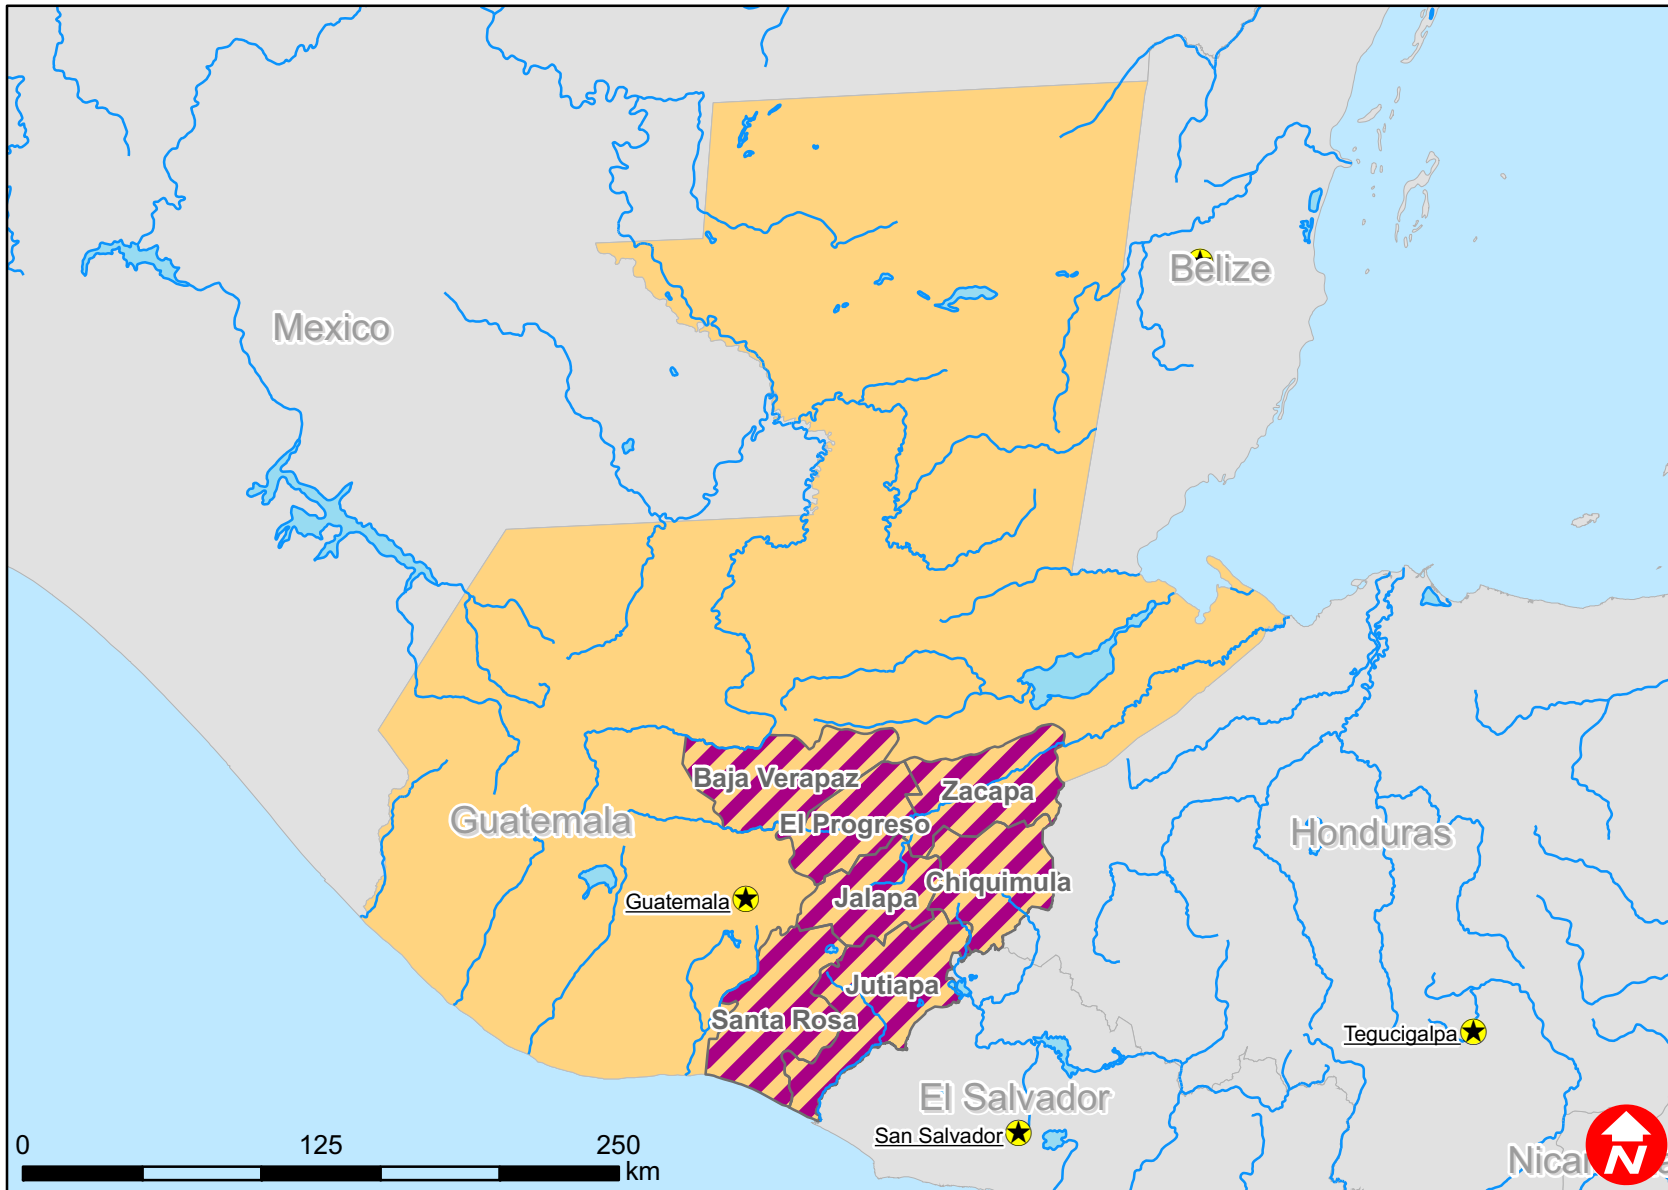 Belize
Mexico
Baja Verapaz
Zacapa
Guatemala
El Progreso
Honduras
Chiquimula
Jalapa
Guatemala
Jutiapa
Santa Rosa
Tegucigalpa
El Salvador
San Salvador
0 125 250
km
N